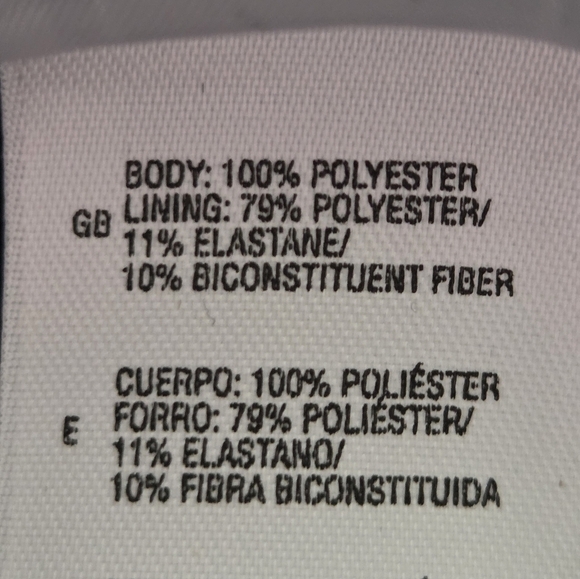 GB
BODY: 100% POLYESTER
LINING: 79% POLYESTER/
11% ELASTANE/
10% BICONSTITUENT FIBER
E
CUERPO: 100% POLIÉSTER
FORRO: 79% POLIÉSTER/
11% ELASTANO/
10% FIBRA BICONSTITUIDA